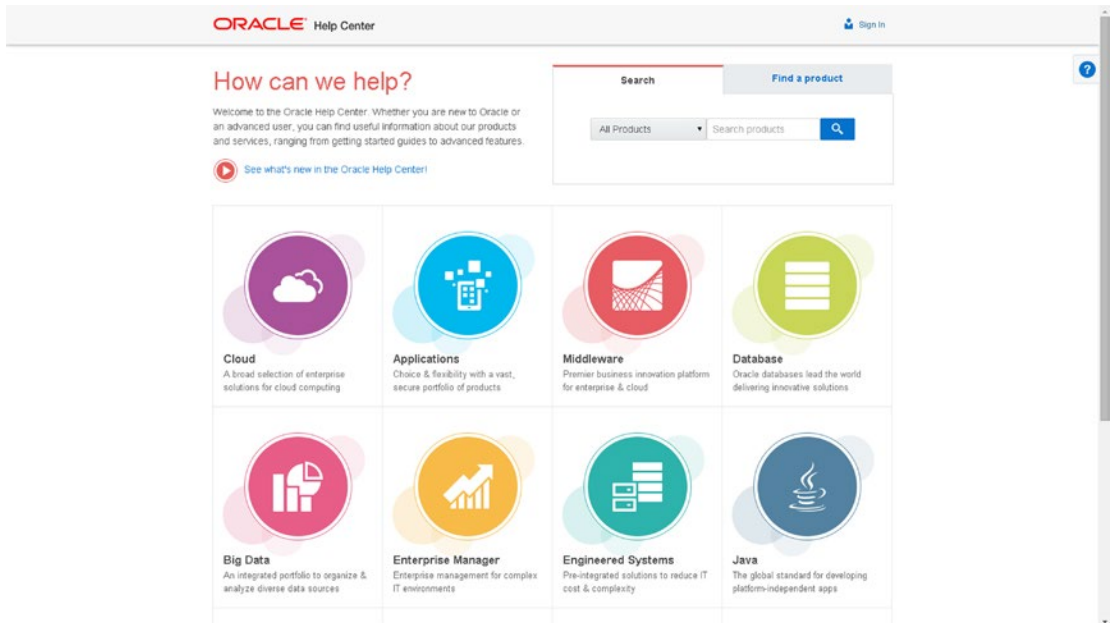 ORACLE Help Center
Sign In
How can we help?
Welcome to the Oracle Help Center. Whether you are new to Oracle or
an advanced user, you can find useful information about our products
and services, ranging from getting started guides to advanced features.
See what's new in the Oracle Help Center!
Search
Find a product
All Products
Search products
?
Cloud
A broad selection of enterprise
solutions for cloud computing
Applications
Choice & flexibility with a vast,
secure portfolio of products
Middleware
Premier business innovation platform
for enterprise & cloud
Database
Oracle databases lead the world
delivering innovative solutions
Big Data
An integrated portfolio to organize &
analyze diverse data sources
Enterprise Manager
Enterprise management for complex
IT environments
Engineered Systems
Pre-integrated solutions to reduce IT
cost & complexity
Java
The global standard for developing
platform-independent apps